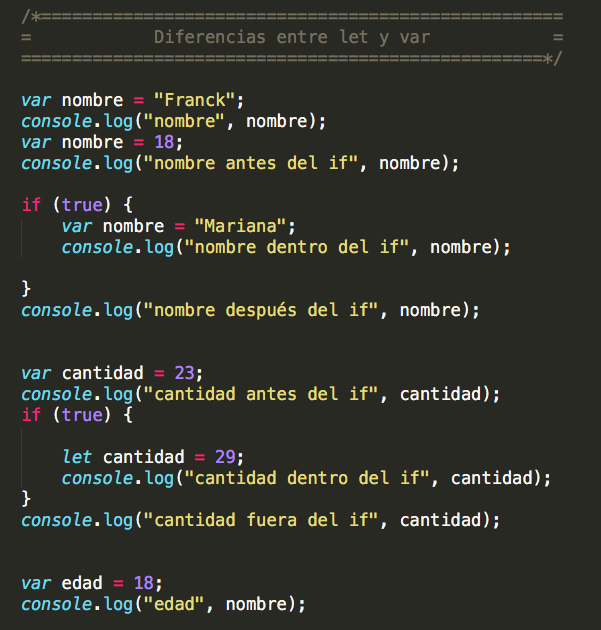 /*===================================================
=            Diferencias entre let y var            =
===================================================*/
var nombre = "Franck";
console.log("nombre", nombre);
var nombre = 18;
console.log("nombre antes del if", nombre);
if (true) {
    var nombre = "Mariana";
    console.log("nombre dentro del if", nombre);
}
console.log("nombre después del if", nombre);
var cantidad = 23;
console.log("cantidad antes del if", cantidad);
if (true) {
    let cantidad = 29;
    console.log("cantidad dentro del if", cantidad);
}
console.log("cantidad fuera del if", cantidad);
var edad = 18;
console.log("edad", nombre);